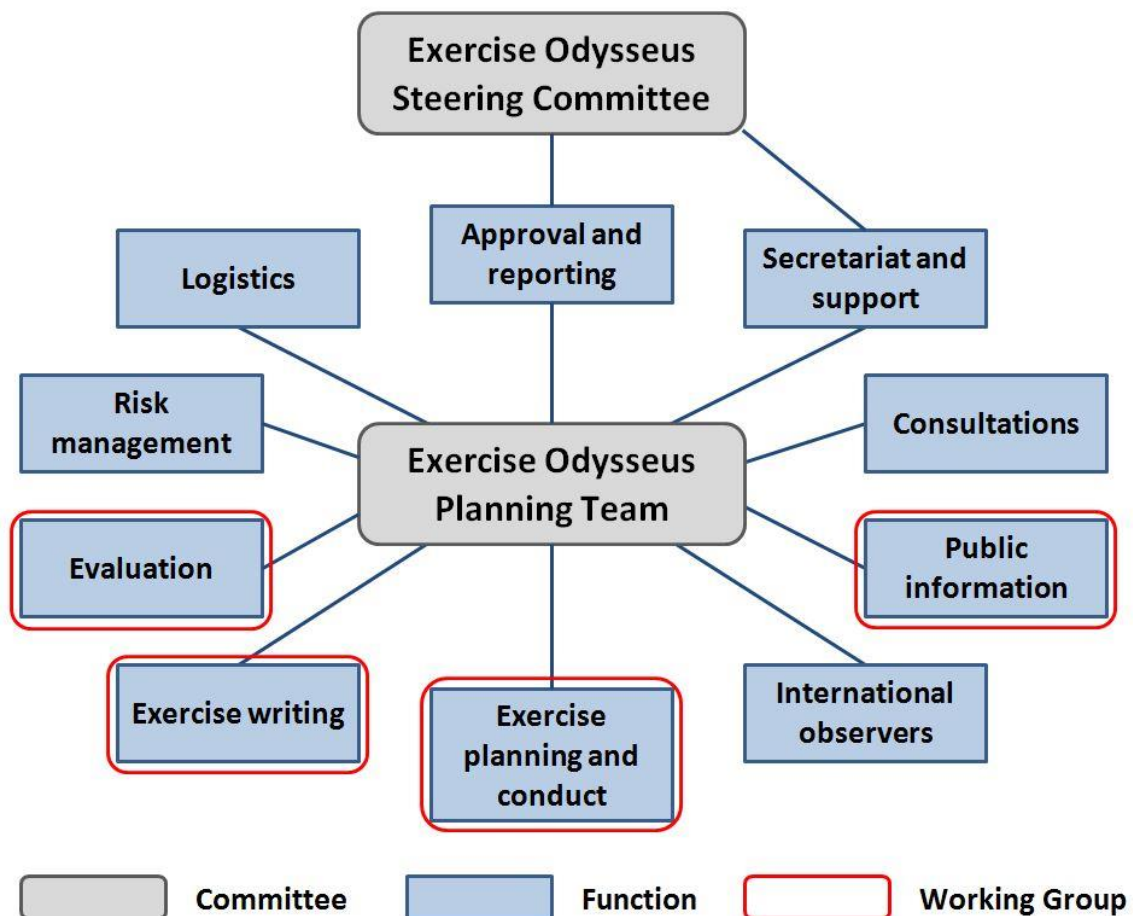 Exercise Odysseus
Steering Committee
Approval and
reporting
Logistics
Secretariat and
support
Risk
management
Consultations
Exercise Odysseus
Planning Team
Evaluation
Public
information
Exercise writing
Exercise
planning and
conduct
International
observers
Committee
Function
Working Group